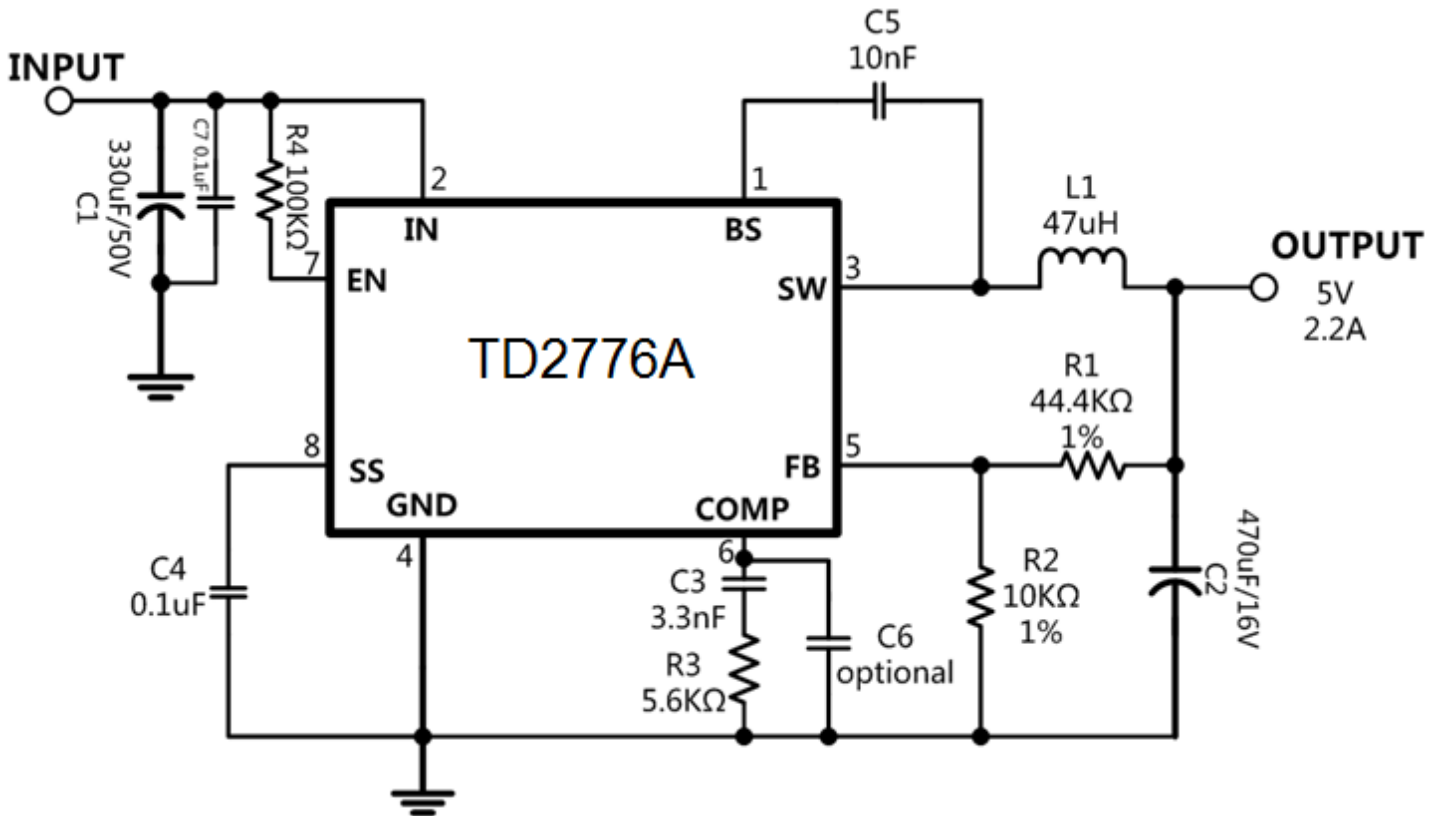 C5
10nF
INPUT
C7 0.1uF
R4 100KΩ
330uF/50V
C1
2
1
IN
BS
L1
47uH
OUTPUT
5V
2.2A
7
EN
3
SW
TD2776A
R1
44.4KΩ
1%
8
SS
5
FB
GND
COMP
4
6
C4
0.1uF
C3
3.3nF
R3
5.6KΩ
C6
optional
R2
10KΩ
1%
470uF/16V
C2